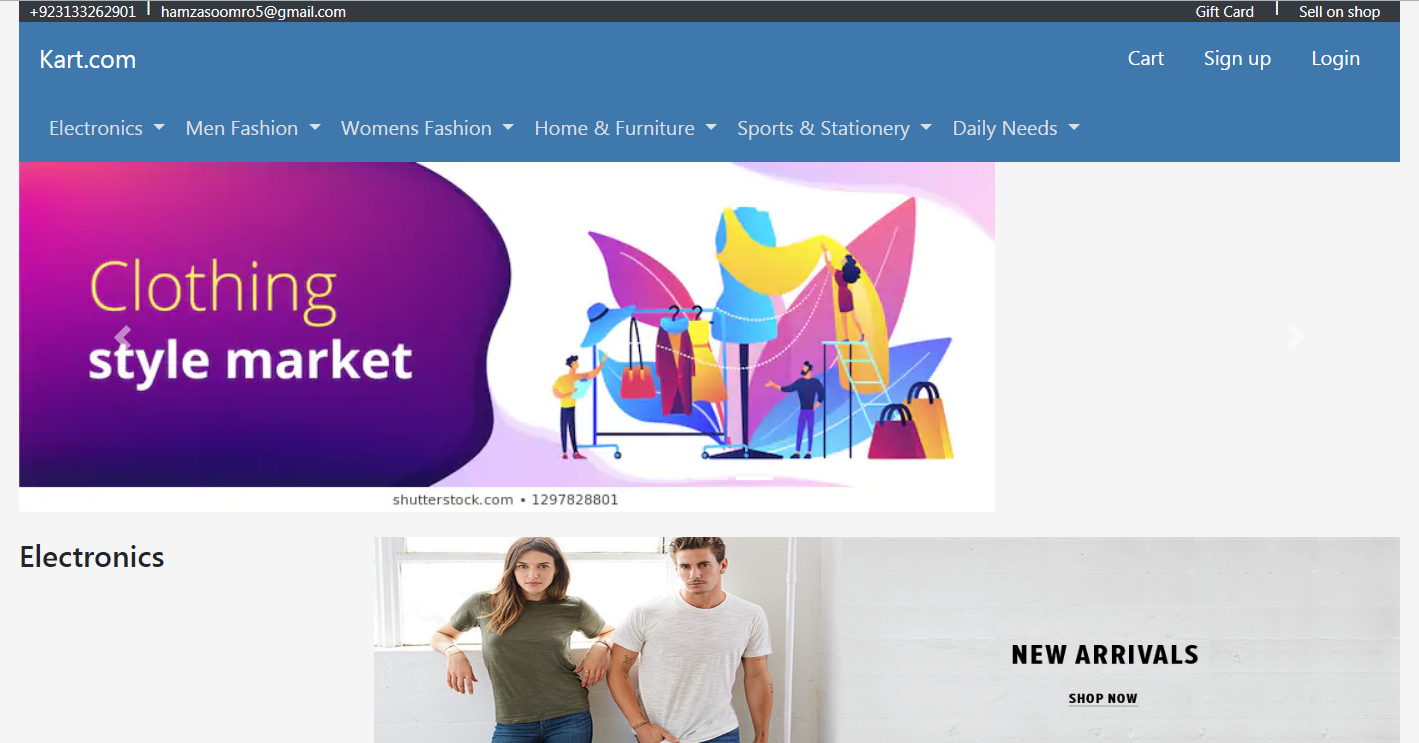 +923133262901 | hamzasoomro5@gmail.com Gift Card | Sell on shop
Kart.com Cart Sign up Login
Electronics Men Fashion Womens Fashion Home & Furniture Sports & Stationery Daily Needs
Clothing
style market
shutterstock.com • 1297828801
Electronics
NEW ARRIVALS
SHOP NOW